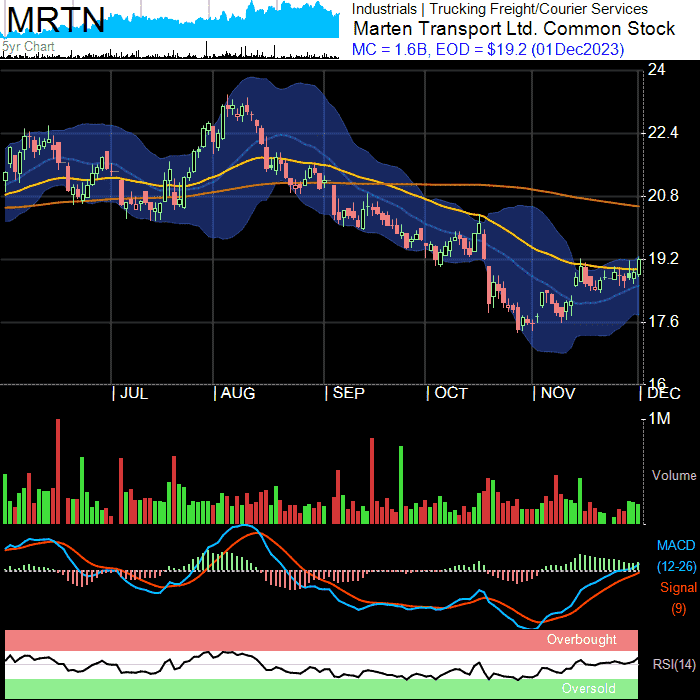 MRTN
5yr Chart
Industrials | Trucking Freight/Courier Services
Marten Transport Ltd. Common Stock
MC = 1.6B, EOD = $19.2 (01Dec2023)
24
22.4
20.8
19.2
17.6
16
| JUL | AUG | SEP | OCT | NOV | DEC
1M
Volume
MACD
(12-26)
Signal
(9)
Overbought
RSI(14)
Oversold